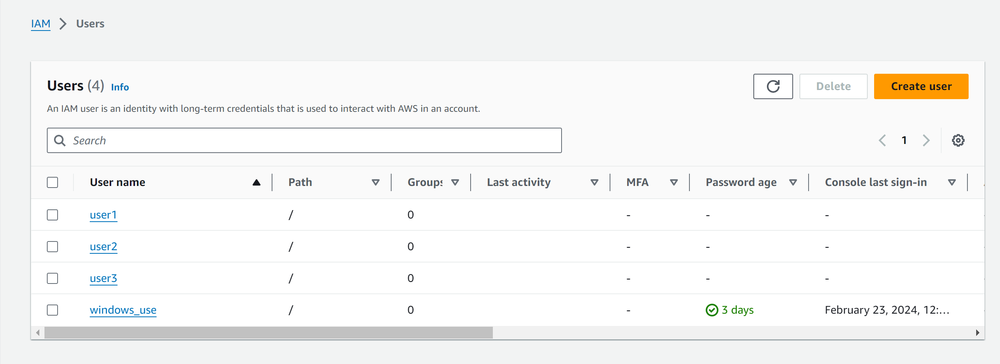 IAM > Users
Users (4) Info
Delete
Create user
An IAM user is an identity with long-term credentials that is used to interact with AWS in an account.
Search
1
User name Path Groups Last activity MFA Password age Console last sign-in
user1 / 0 - - -
user2 / 0 - - -
user3 / 0 - - -
windows_use / 0 - 3 days February 23, 2024, 12:...